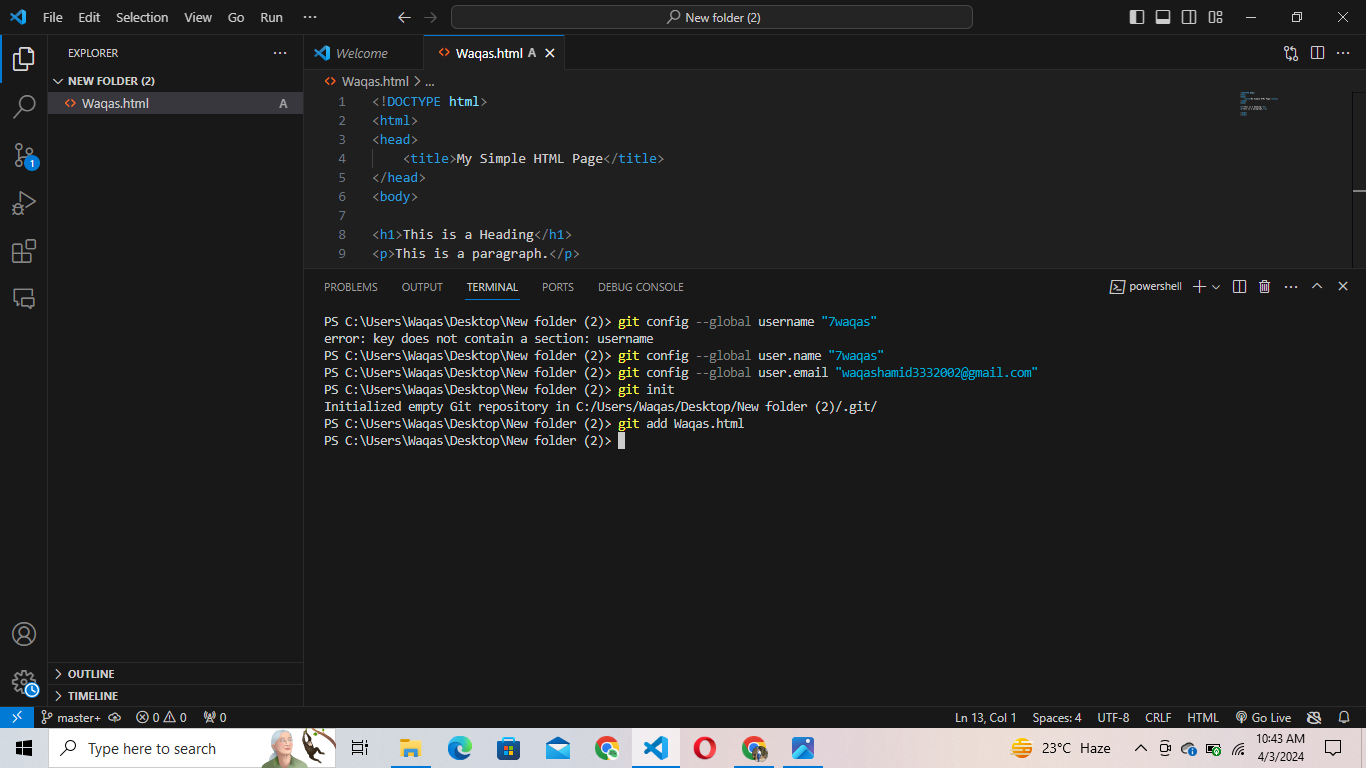 File Edit Selection View Go Run ··· New folder (2)
EXPLORER ···
NEW FOLDER (2)
Waqas.html A
OUTLINE
TIMELINE
Welcome Waqas.html A
Waqas.html > ...
1 <!DOCTYPE html>
2 <html>
3 <head>
4 <title>My Simple HTML Page</title>
5 </head>
6 <body>
7
8 <h1>This is a Heading</h1>
9 <p>This is a paragraph.</p>
PROBLEMS OUTPUT TERMINAL PORTS DEBUG CONSOLE powershell
PS C:\Users\Waqas\Desktop\New folder (2)> git config --global username "7waqas"
error: key does not contain a section: username
PS C:\Users\Waqas\Desktop\New folder (2)> git config --global user.name "7waqas"
PS C:\Users\Waqas\Desktop\New folder (2)> git config --global user.email "waqashamid3332002@gmail.com"
PS C:\Users\Waqas\Desktop\New folder (2)> git init
Initialized empty Git repository in C:/Users/Waqas/Desktop/New folder (2)/.git/
PS C:\Users\Waqas\Desktop\New folder (2)> git add Waqas.html
PS C:\Users\Waqas\Desktop\New folder (2)>
1
master+ 0 0 0 Ln 13, Col 1 Spaces: 4 UTF-8 CRLF HTML Go Live
Type here to search 23°C Haze 10:43 AM
4/3/2024